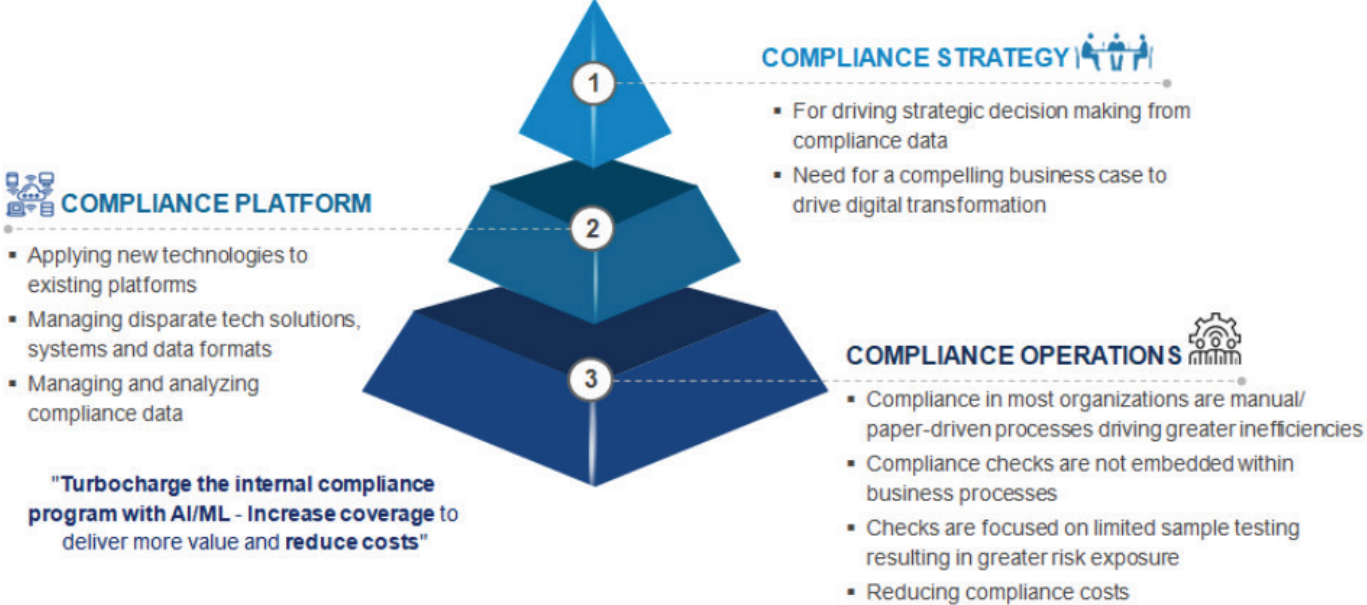 1
COMPLIANCE STRATEGY
▪ For driving strategic decision making from
compliance data
▪ Need for a compelling business case to
drive digital transformation
2
COMPLIANCE PLATFORM
▪ Applying new technologies to
existing platforms
▪ Managing disparate tech solutions,
systems and data formats
▪ Managing and analyzing
compliance data
3
COMPLIANCE OPERATIONS
▪ Compliance in most organizations are manual/
paper-driven processes driving greater inefficiencies
▪ Compliance checks are not embedded within
business processes
▪ Checks are focused on limited sample testing
resulting in greater risk exposure
▪ Reducing compliance costs
"Turbocharge the internal compliance
program with AI/ML - Increase coverage to
deliver more value and reduce costs"